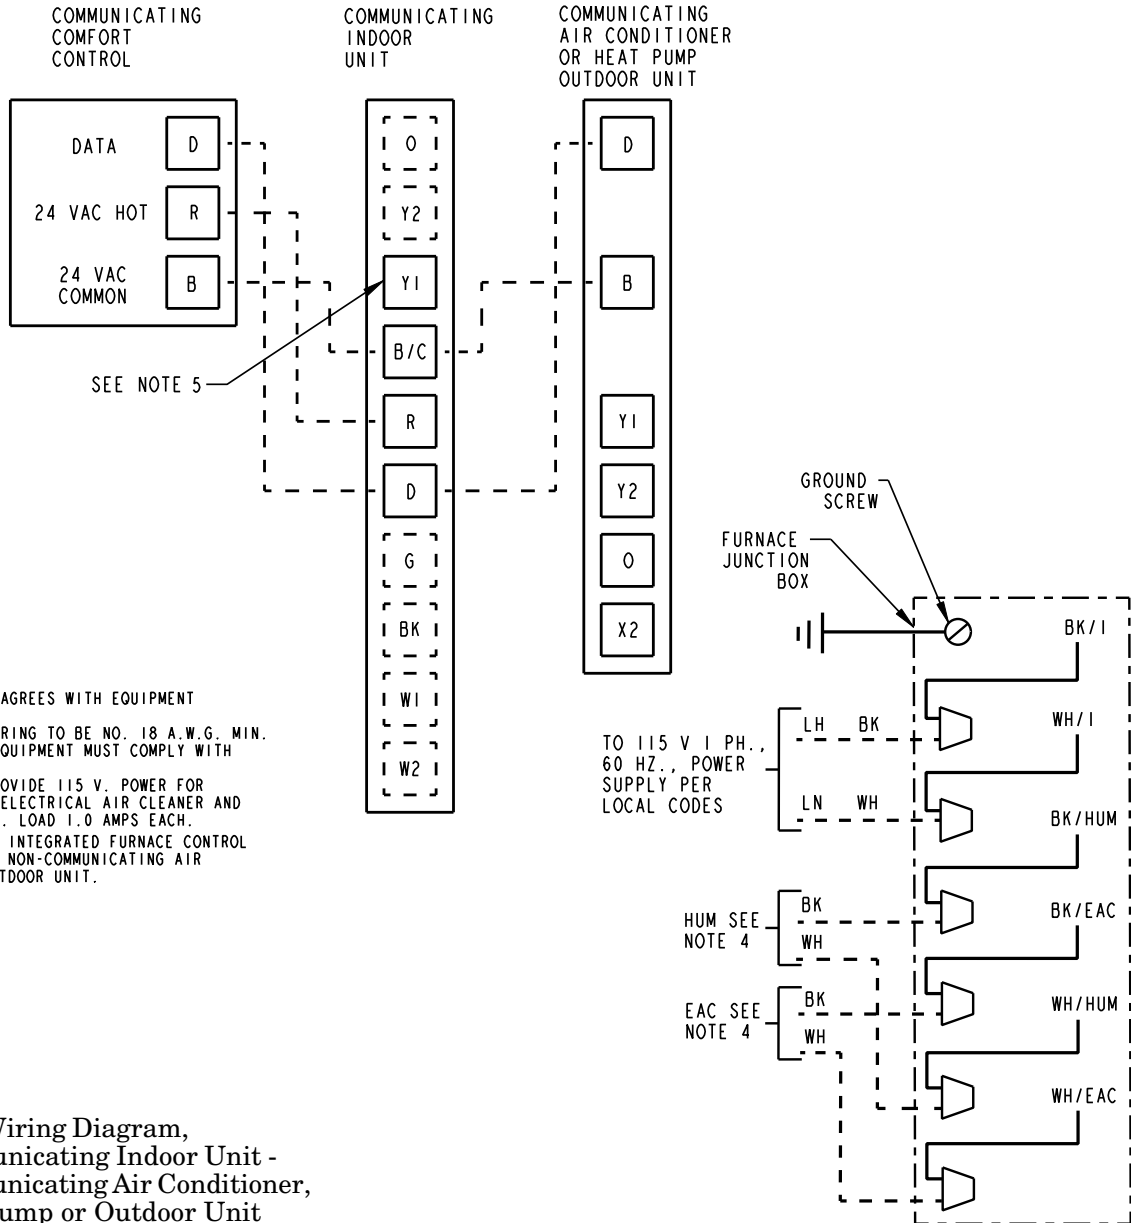 COMMUNICATING
COMFORT
CONTROL
COMMUNICATING
INDOOR
UNIT
COMMUNICATING
AIR CONDITIONER
OR HEAT PUMP
OUTDOOR UNIT
DATA
D
24 VAC HOT
R
24 VAC
COMMON
B
SEE NOTE 5
O
Y2
Y1
B/C
R
D
G
BK
W1
W2
D
B
Y1
Y2
O
X2
GROUND
SCREW
FURNACE
JUNCTION
BOX
BK/1
WH/1
BK/HUM
BK/EAC
WH/HUM
WH/EAC
TO 115 V 1 PH.,
60 HZ., POWER
SUPPLY PER
LOCAL CODES
LH BK
LN WH
HUM SEE
NOTE 4
BK
WH
EAC SEE
NOTE 4
BK
WH
AGREES WITH EQUIPMENT
RING TO BE NO. 18 A.W.G. MIN.
QUIPMENT MUST COMPLY WITH
OVIDE 115 V. POWER FOR
ELECTRICAL AIR CLEANER AND
. LOAD 1.0 AMPS EACH.
INTEGRATED FURNACE CONTROL
NON-COMMUNICATING AIR
TDOOR UNIT.
Wiring Diagram,
unicating Indoor Unit -
unicating Air Conditioner,
ump or Outdoor Unit